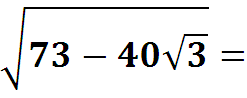 √(73 − 40√3) =